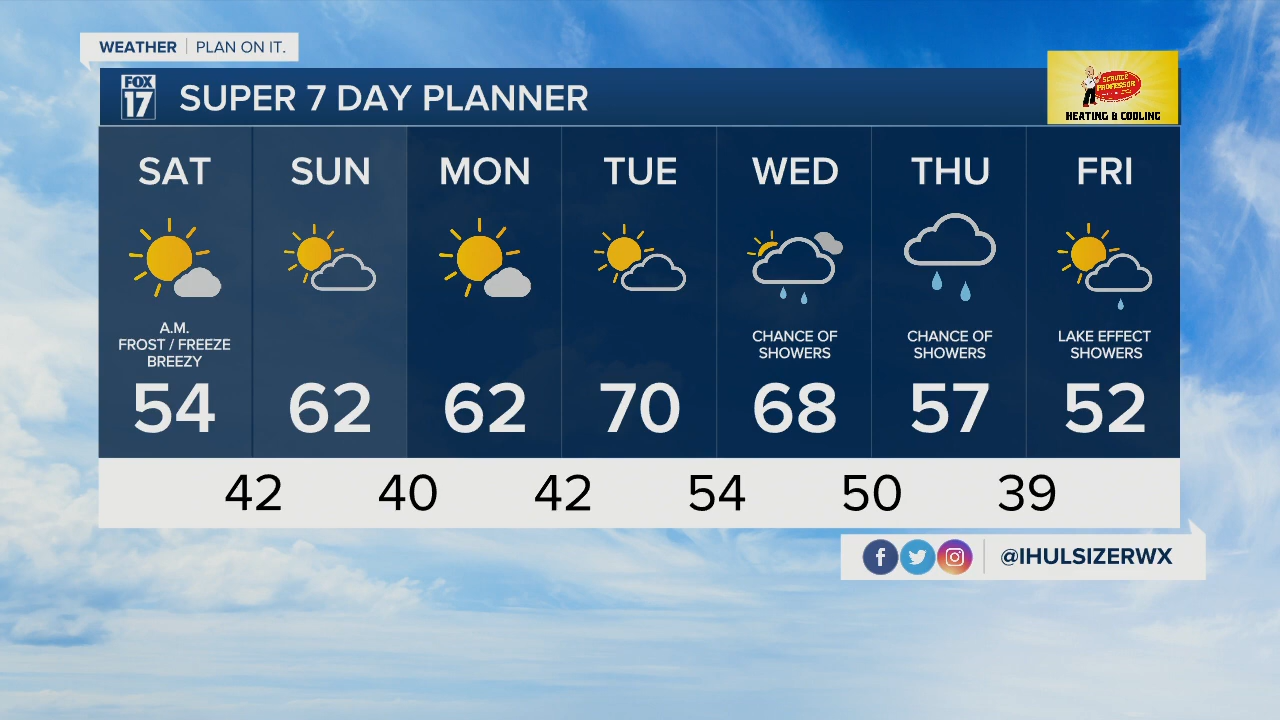 WEATHER | PLAN ON IT.
FOX
17
SUPER 7 DAY PLANNER
SERVICE
PROFESSOR
HEATING & COOLING
SAT SUN MON TUE WED THU FRI
A.M.
FROST / FREEZE
BREEZY
CHANCE OF
SHOWERS
CHANCE OF
SHOWERS
LAKE EFFECT
SHOWERS
54 62 62 70 68 57 52
42 40 42 54 50 39
@IHULSIZERWX